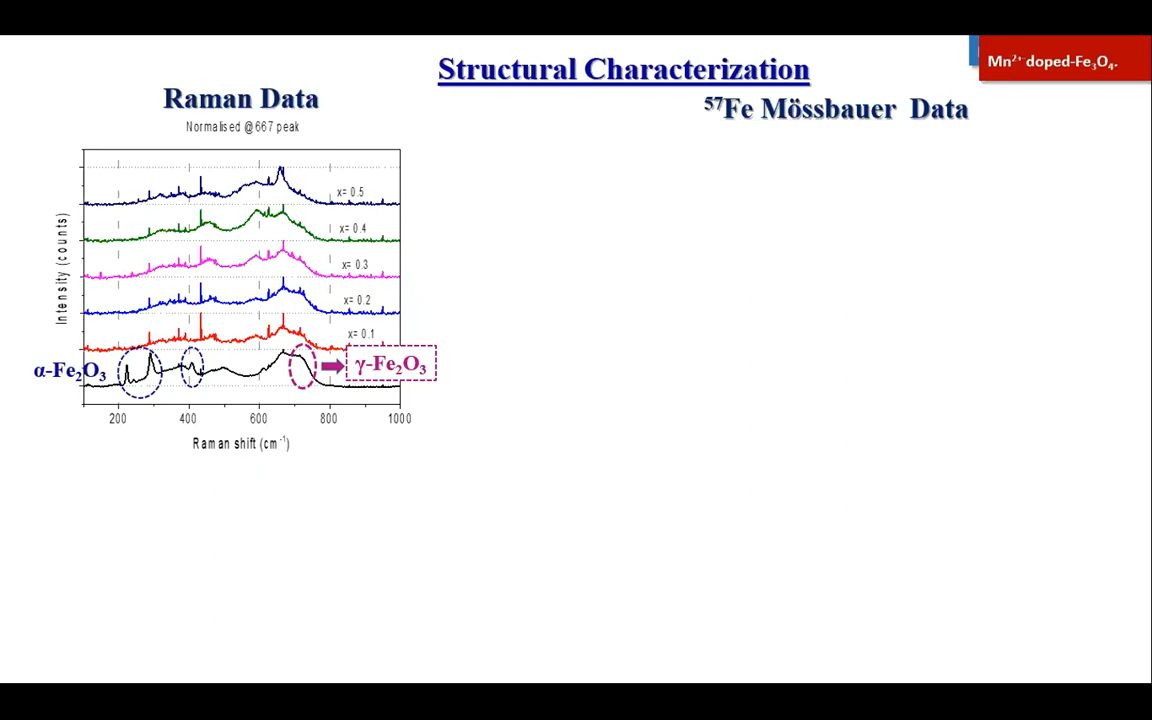 Structural Characterization
Mn²⁺ doped-Fe₃O₄.
Raman Data
⁵⁷Fe Mössbauer Data
Normalised @667 peak
Intensity (counts)
x= 0.5
x= 0.4
x= 0.3
x= 0.2
x= 0.1
α-Fe₂O₃
γ-Fe₂O₃
200 400 600 800 1000
Raman shift (cm⁻¹)